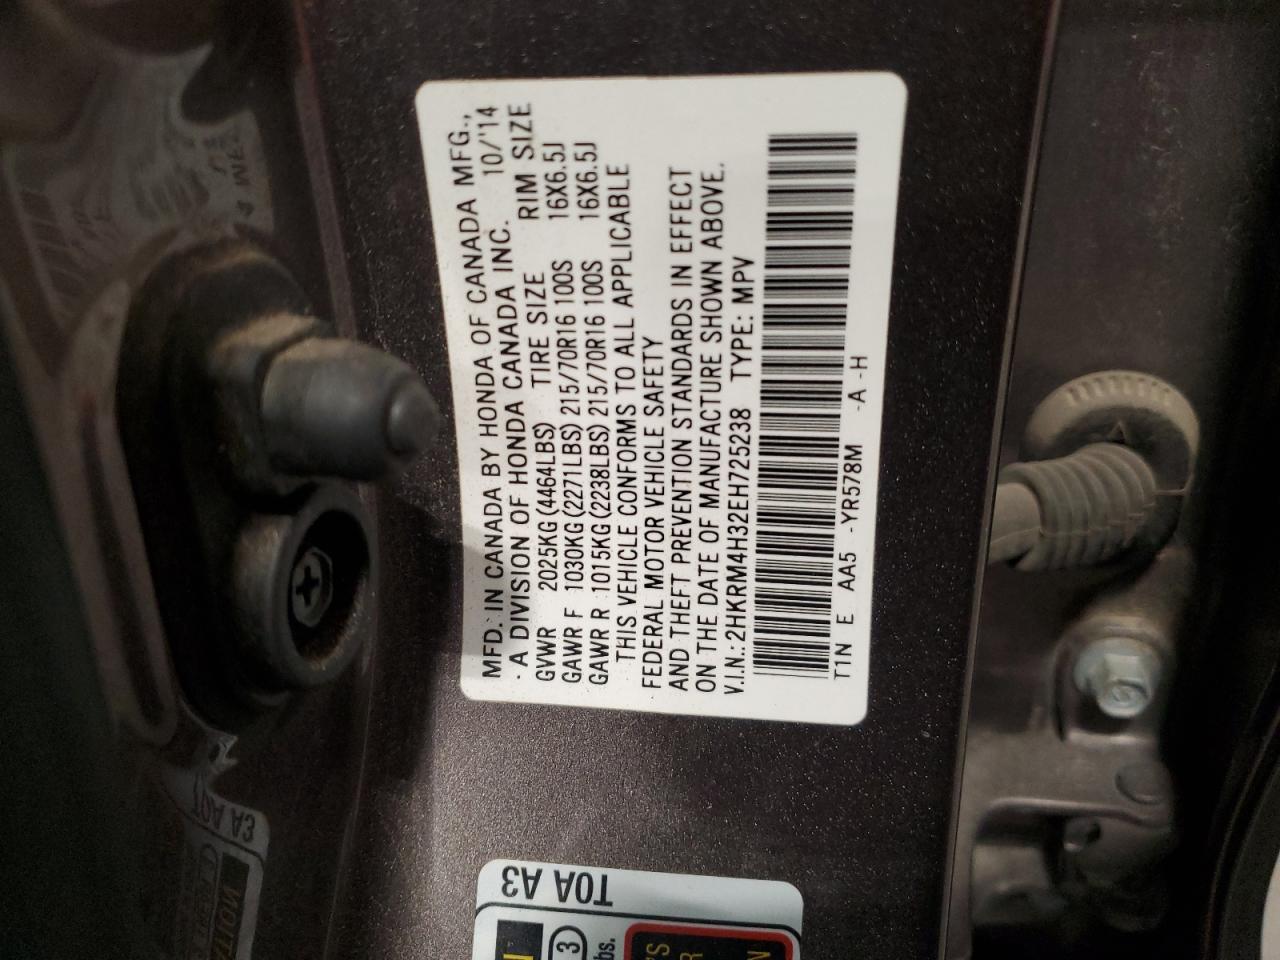 MFD. IN CANADA BY HONDA OF CANADA MFG.,
- A DIVISION OF HONDA CANADA INC. 10/'14
GVWR 2025KG (4464LBS) TIRE SIZE RIM SIZE
GAWR F 1030KG (2271LBS) 215/70R16 100S 16X6.5J
GAWR R 1015KG (2238LBS) 215/70R16 100S 16X6.5J
THIS VEHICLE CONFORMS TO ALL APPLICABLE
FEDERAL MOTOR VEHICLE SAFETY
AND THEFT PREVENTION STANDARDS IN EFFECT
ON THE DATE OF MANUFACTURE SHOWN ABOVE.
V.I.N.: 2HKRM4H32EH725238 TYPE: MPV
T1N E AA5 -YR578M -A -H
T0A A3
3
bs.